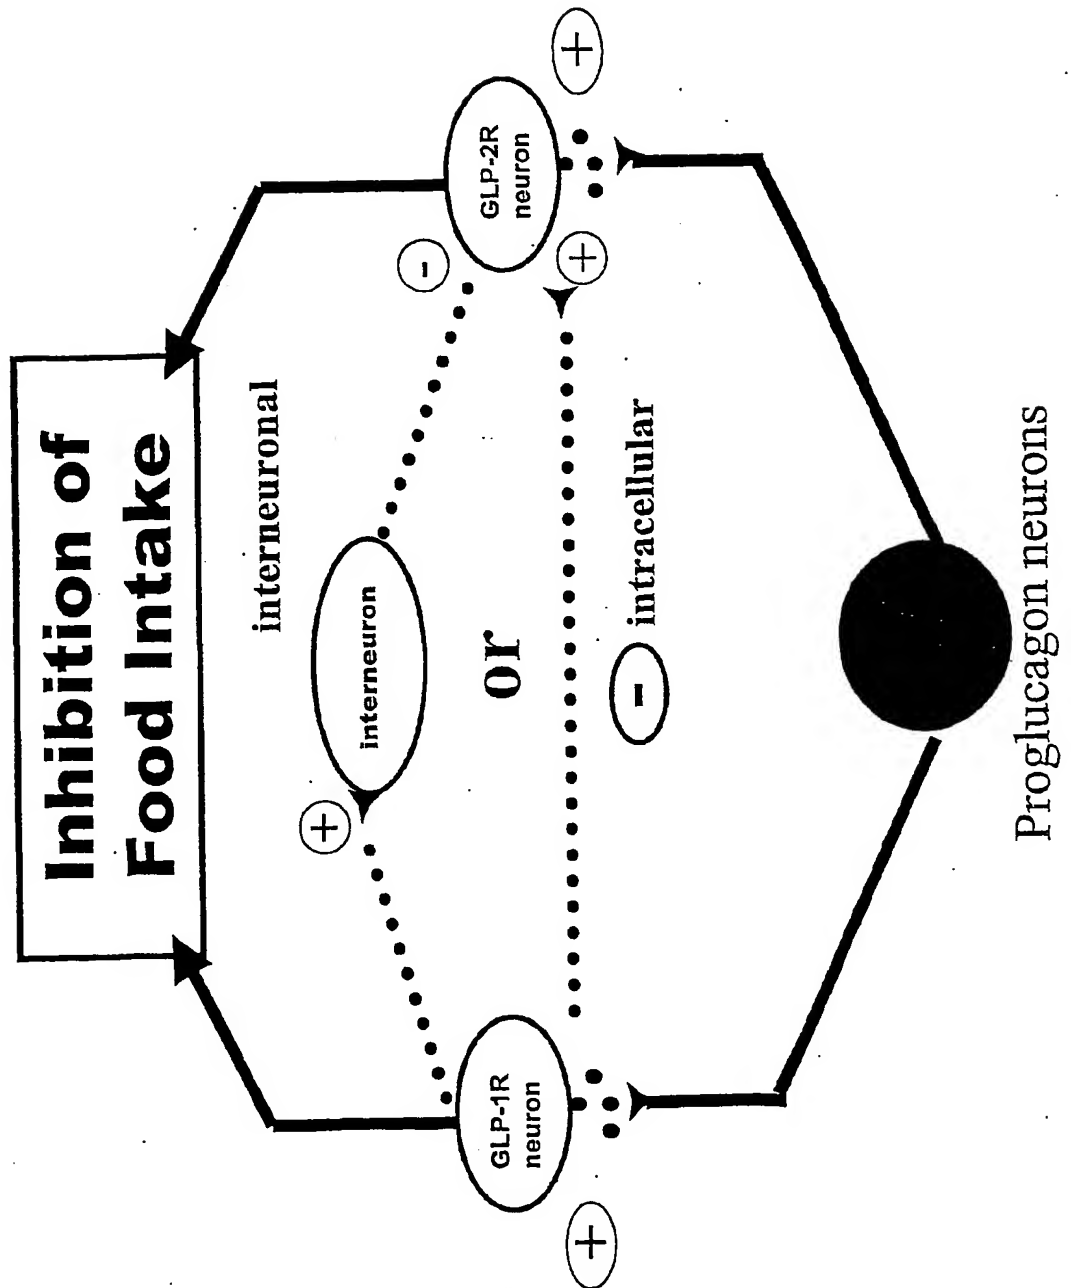 Inhibition of
Food Intake
interneuronal
+
interneuron
-
or
GLP-1R
neuron
GLP-2R
neuron
+
- intracellular
+
+
Proglucagon neurons